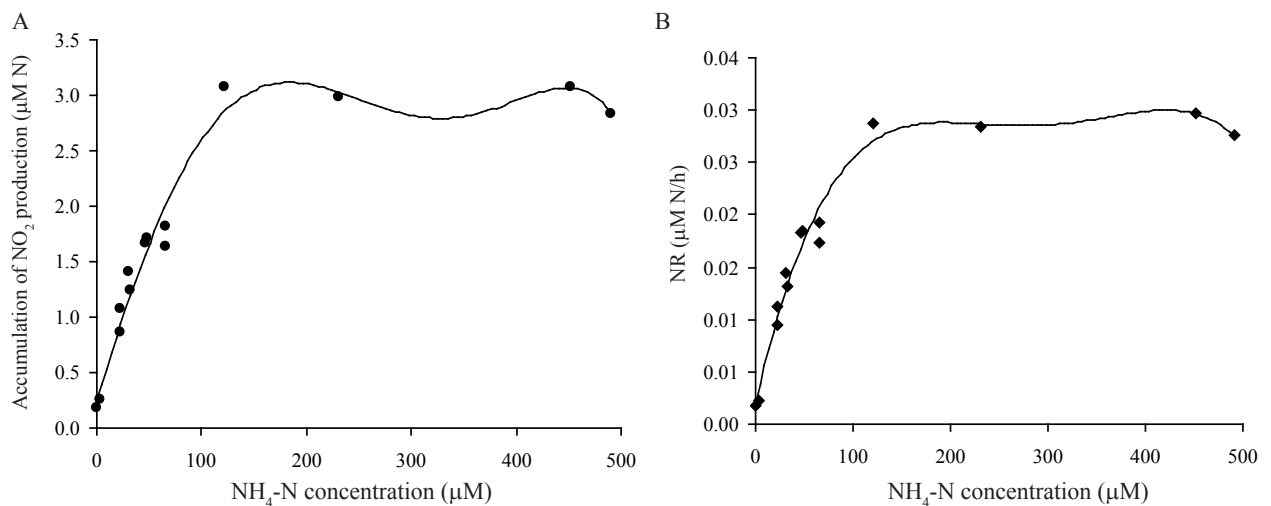 A
3.5
3.0
2.5
2.0
1.5
1.0
0.5
0.0
0 100 200 300 400 500
Accumulation of NO₂ production (µM N)
NH₄-N concentration (µM)
B
0.04
0.03
0.03
0.02
0.02
0.01
0.01
0.00
0 100 200 300 400 500
NR (µM N/h)
NH₄-N concentration (µM)